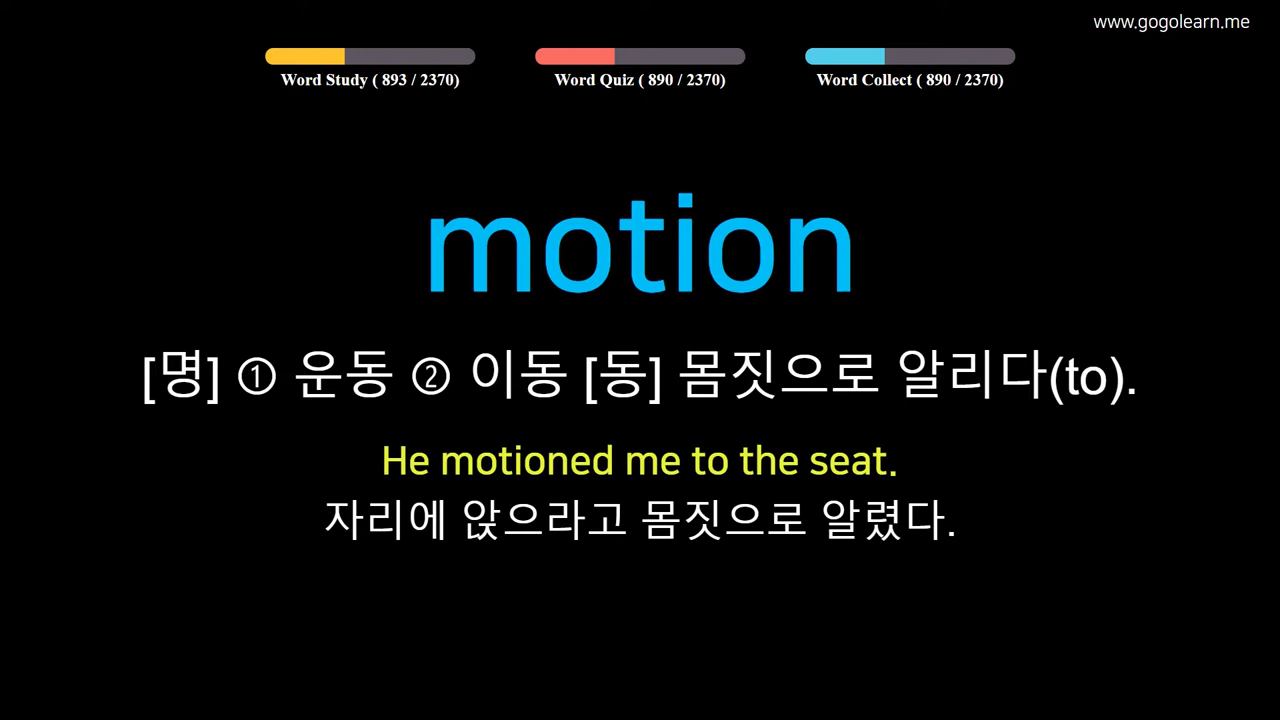 www.gogolearn.me
Word Study ( 893 / 2370)
Word Quiz ( 890 / 2370)
Word Collect ( 890 / 2370)
motion
[명] ① 운동 ② 이동 [동] 몸짓으로 알리다(to).
He motioned me to the seat.
자리에 앉으라고 몸짓으로 알렸다.